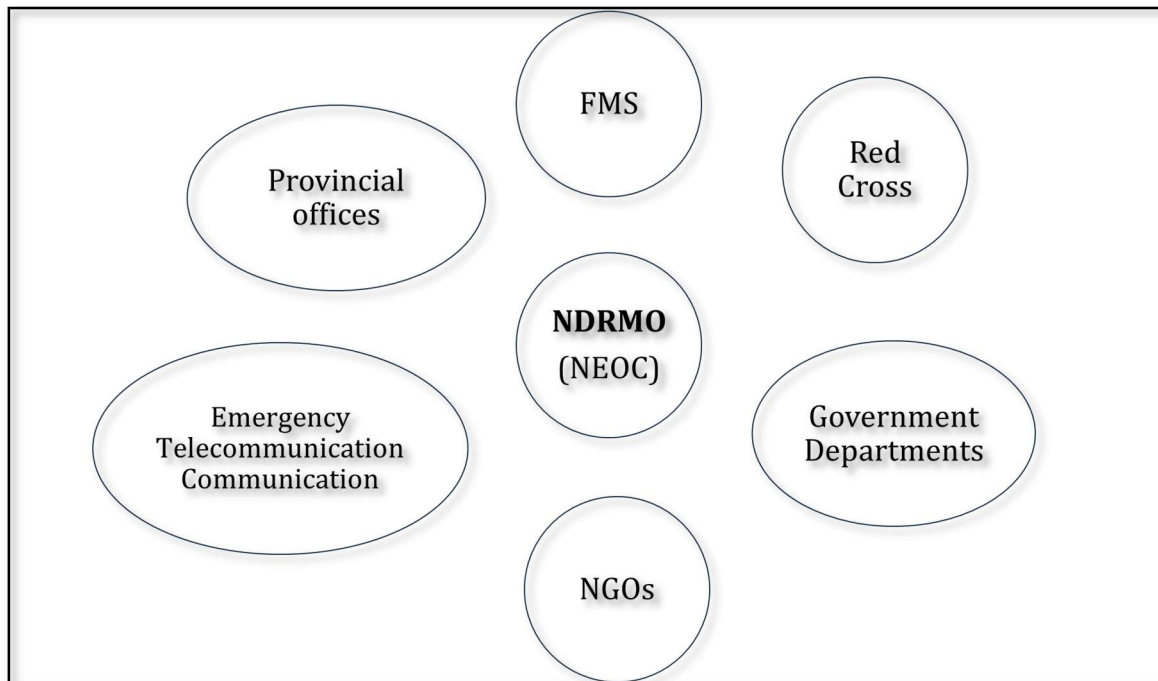 FMS
Red
Cross
Provincial
offices
NDRMO
(NEOC)
Emergency
Telecommunication
Communication
Government
Departments
NGOs